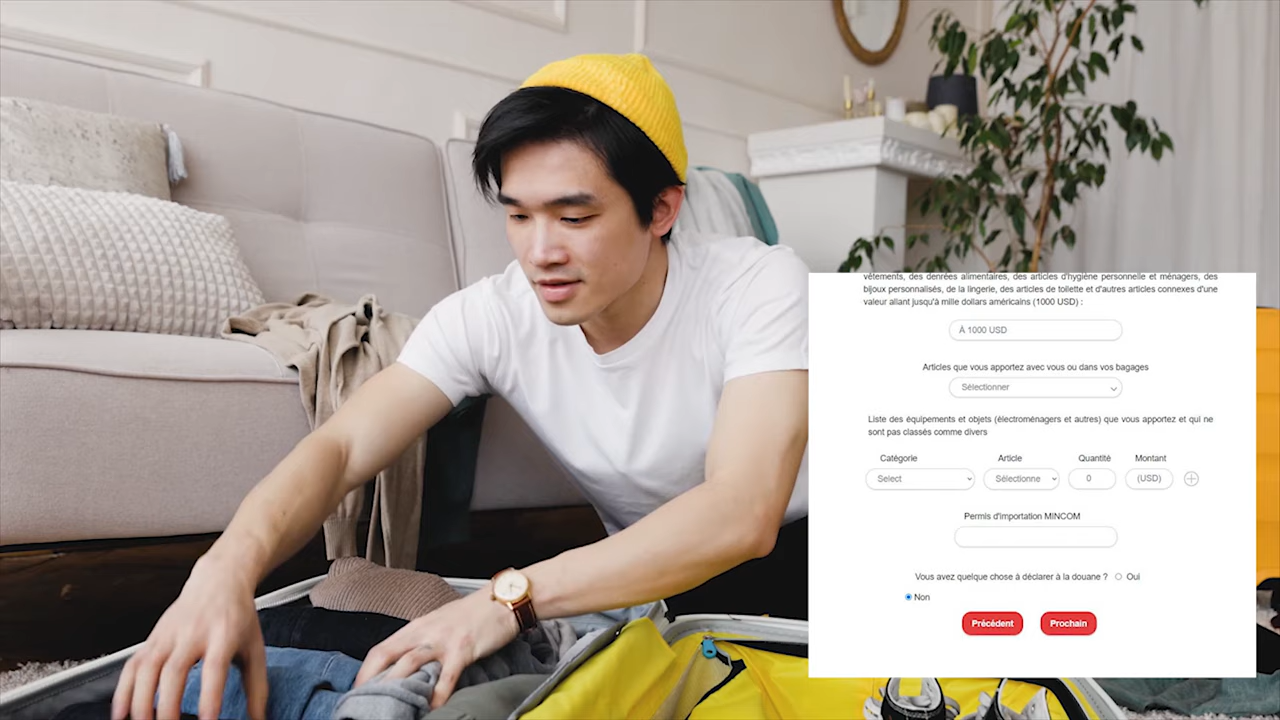 vêtements, des denrées alimentaires, des articles d'hygiène personnelle et ménagers, des
bijoux personnalisés, de la lingerie, des articles de toilette et d'autres articles connexes d'une
valeur allant jusqu'à mille dollars américains (1000 USD) :
À 1000 USD
Articles que vous apportez avec vous ou dans vos bagages
Sélectionner
Liste des équipements et objets (électroménagers et autres) que vous apportez et qui ne
sont pas classés comme divers
Catégorie Article Quantité Montant
Select Sélectionne 0 (USD)
Permis d'importation MINCOM
Vous avez quelque chose à déclarer à la douane ? Oui
Non
Précédent Prochain